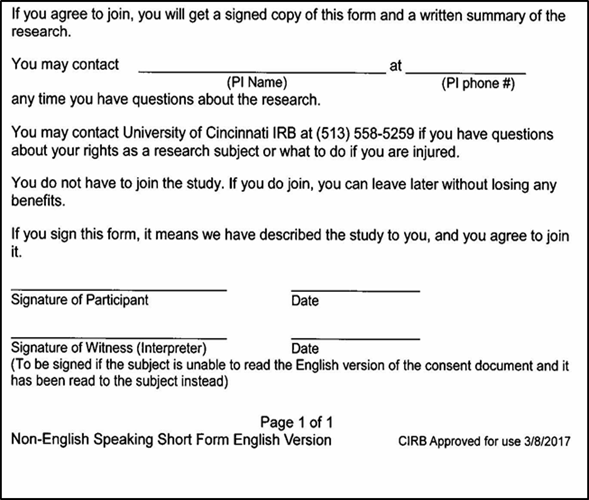 If you agree to join, you will get a signed copy of this form and a written summary of the
research.
You may contact ______________________ at ___________
(PI Name) (PI phone #)
any time you have questions about the research.
You may contact University of Cincinnati IRB at (513) 558-5259 if you have questions
about your rights as a research subject or what to do if you are injured.
You do not have to join the study. If you do join, you can leave later without losing any
benefits.
If you sign this form, it means we have described the study to you, and you agree to join
it.
Signature of Participant Date
Signature of Witness (Interpreter) Date
(To be signed if the subject is unable to read the English version of the consent document and it
has been read to the subject instead)
Page 1 of 1
Non-English Speaking Short Form English Version CIRB Approved for use 3/8/2017